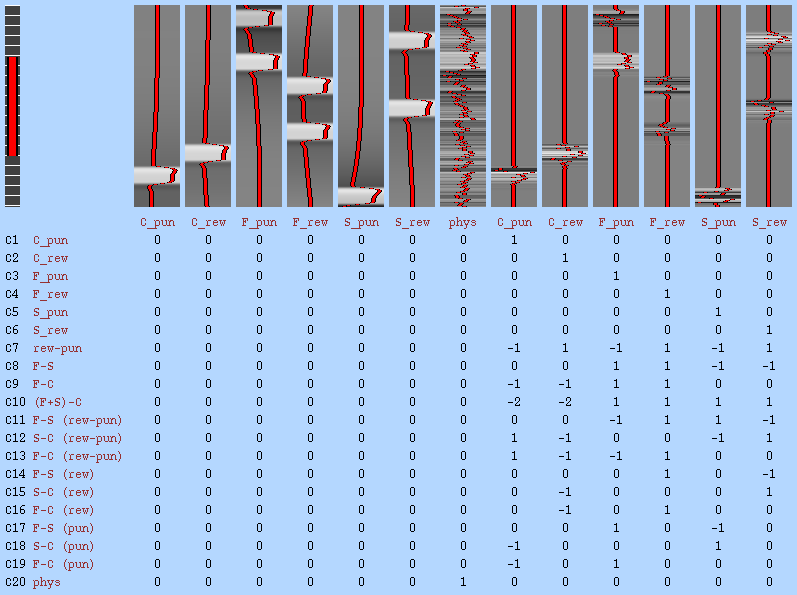 C_pun C_rew F_pun F_rew S_pun S_rew phys C_pun C_rew F_pun F_rew S_pun S_rew
C1 C_pun 0 0 0 0 0 0 0 1 0 0 0 0 0
C2 C_rew 0 0 0 0 0 0 0 0 1 0 0 0 0
C3 F_pun 0 0 0 0 0 0 0 0 0 1 0 0 0
C4 F_rew 0 0 0 0 0 0 0 0 0 0 1 0 0
C5 S_pun 0 0 0 0 0 0 0 0 0 0 0 1 0
C6 S_rew 0 0 0 0 0 0 0 0 0 0 0 0 1
C7 rew-pun 0 0 0 0 0 0 0 -1 1 -1 1 -1 1
C8 F-S 0 0 0 0 0 0 0 0 0 1 1 -1 -1
C9 F-C 0 0 0 0 0 0 0 -1 -1 1 1 0 0
C10 (F+S)-C 0 0 0 0 0 0 0 -2 -2 1 1 1 1
C11 F-S (rew-pun) 0 0 0 0 0 0 0 0 0 -1 1 1 -1
C12 S-C (rew-pun) 0 0 0 0 0 0 0 1 -1 0 0 -1 1
C13 F-C (rew-pun) 0 0 0 0 0 0 0 1 -1 -1 1 0 0
C14 F-S (rew) 0 0 0 0 0 0 0 0 0 0 1 0 -1
C15 S-C (rew) 0 0 0 0 0 0 0 0 -1 0 0 0 1
C16 F-C (rew) 0 0 0 0 0 0 0 0 -1 0 1 0 0
C17 F-S (pun) 0 0 0 0 0 0 0 0 0 1 0 -1 0
C18 S-C (pun) 0 0 0 0 0 0 0 -1 0 0 0 1 0
C19 F-C (pun) 0 0 0 0 0 0 0 -1 0 1 0 0 0
C20 phys 0 0 0 0 0 0 1 0 0 0 0 0 0